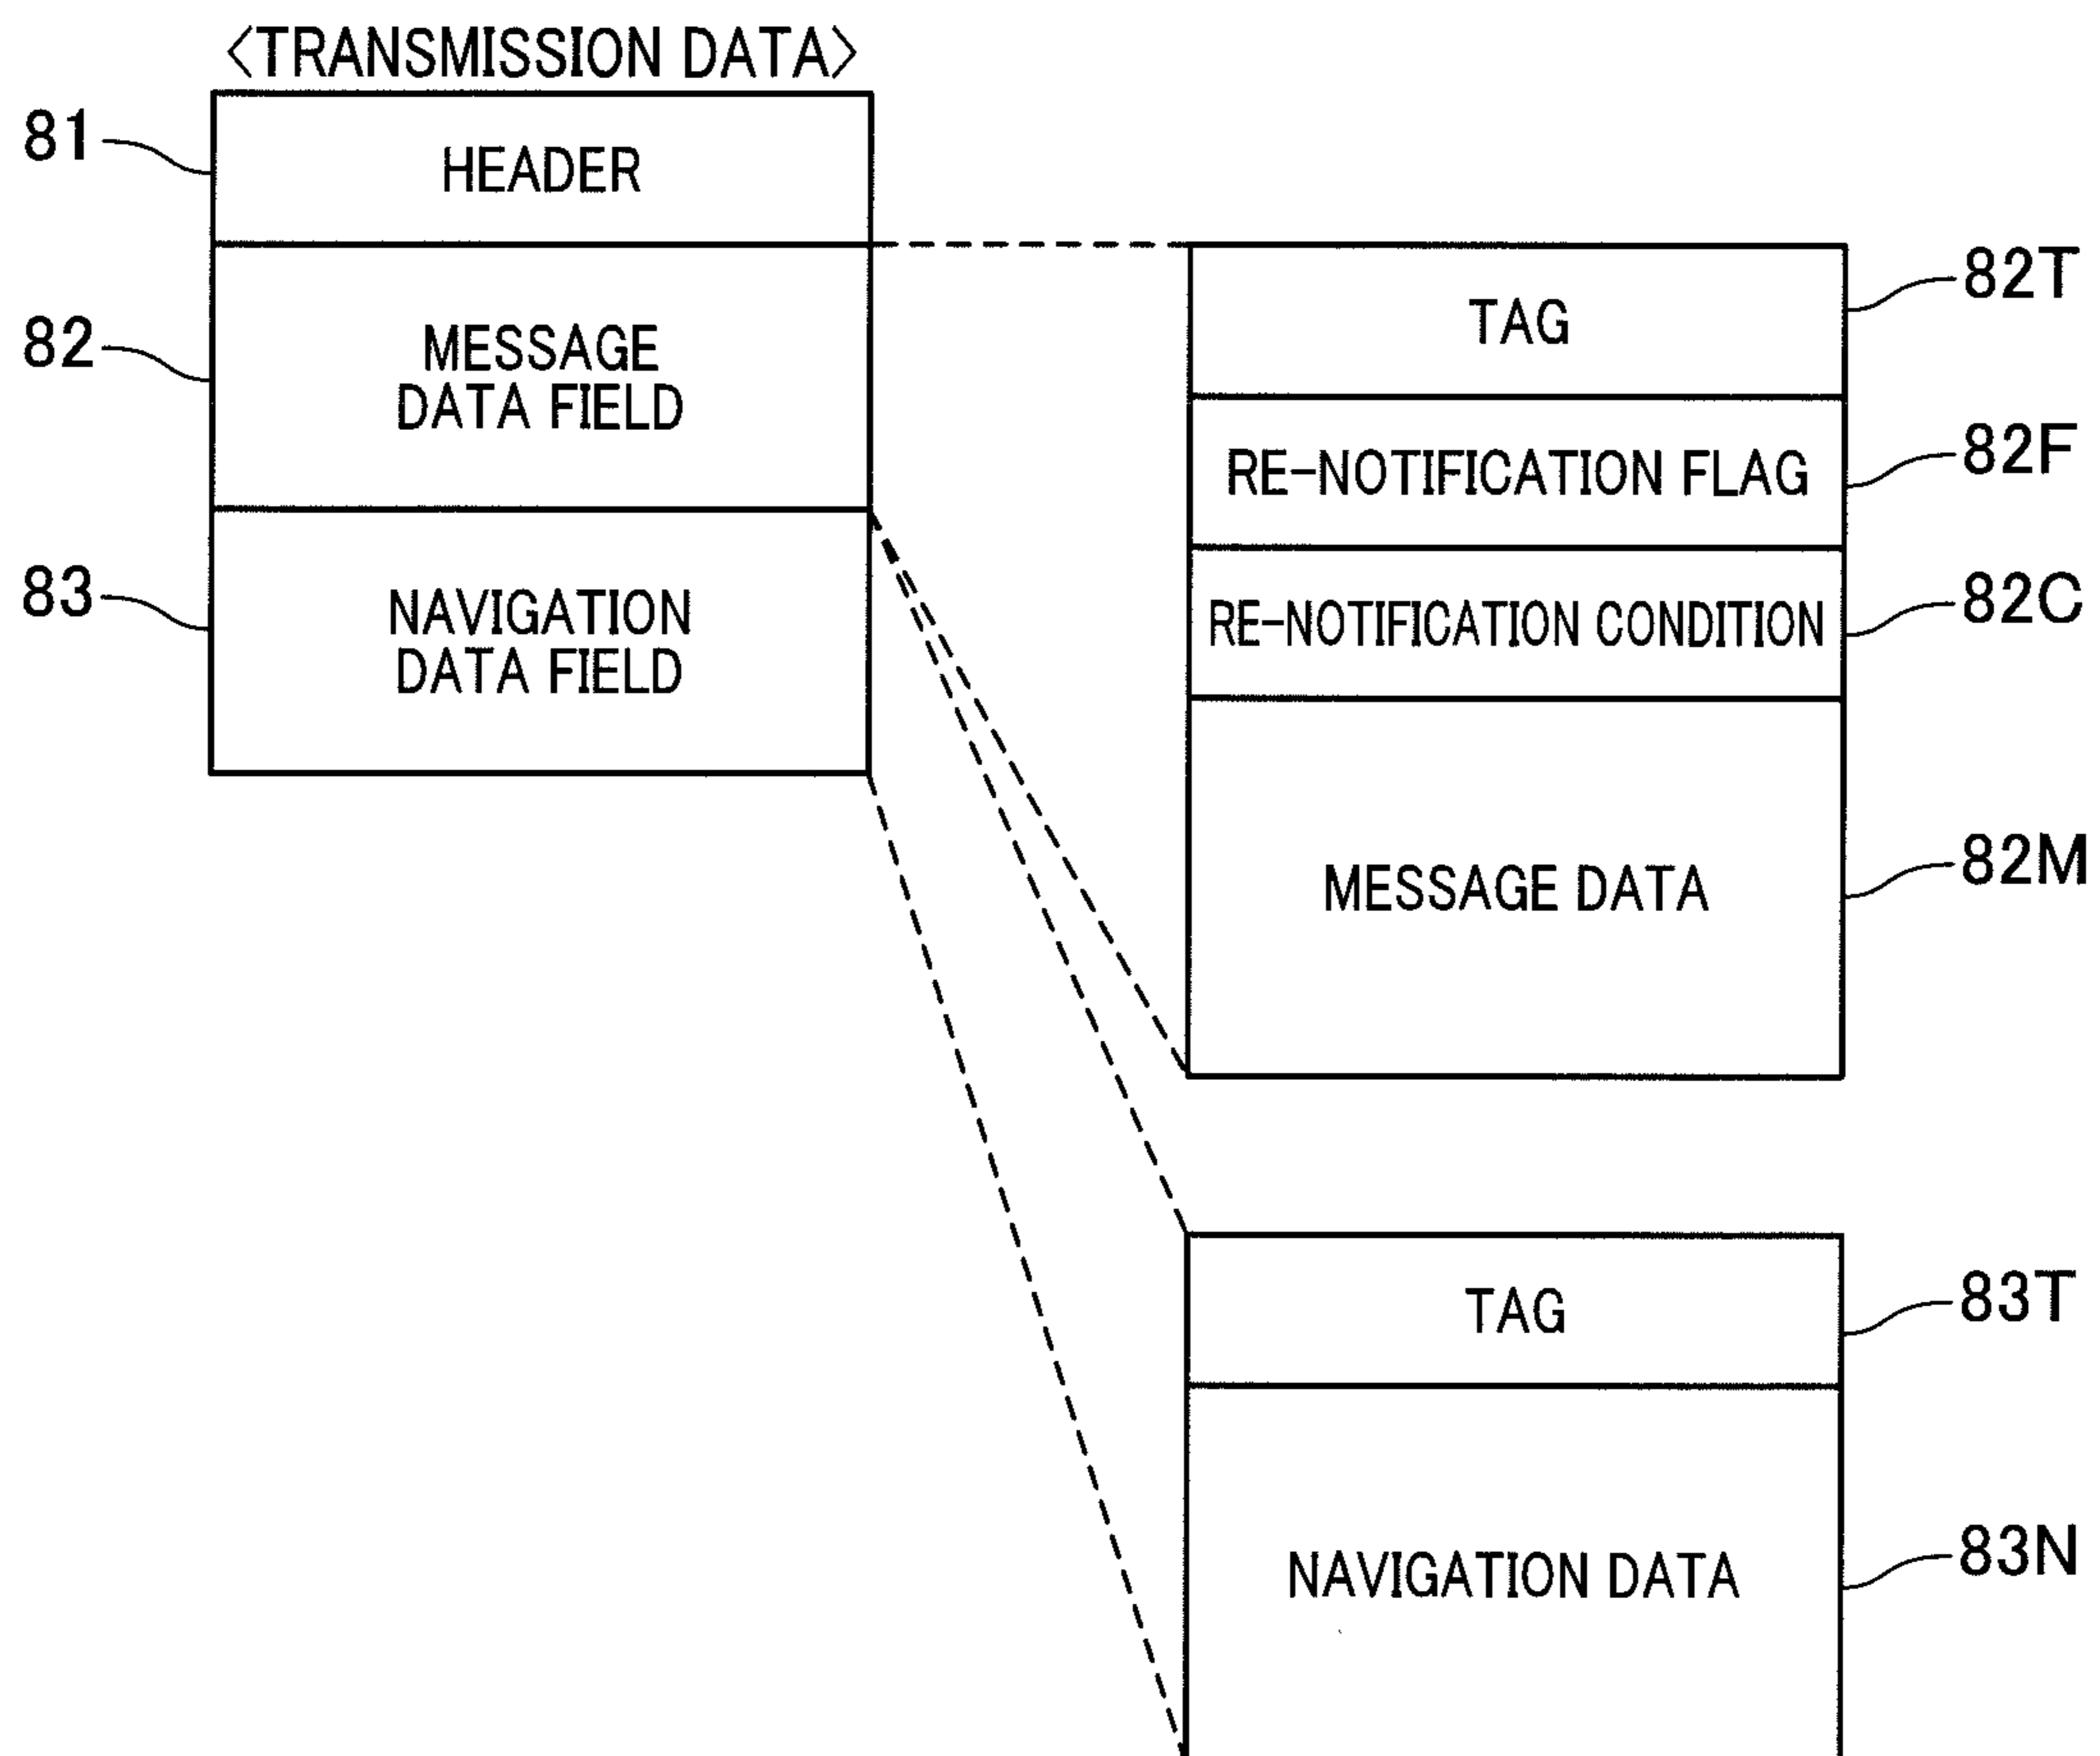 〈TRANSMISSION DATA〉
81
HEADER
82
MESSAGE
DATA FIELD
83
NAVIGATION
DATA FIELD
TAG
82T
RE-NOTIFICATION FLAG
82F
RE-NOTIFICATION CONDITION
82C
MESSAGE DATA
82M
TAG
83T
NAVIGATION DATA
83N